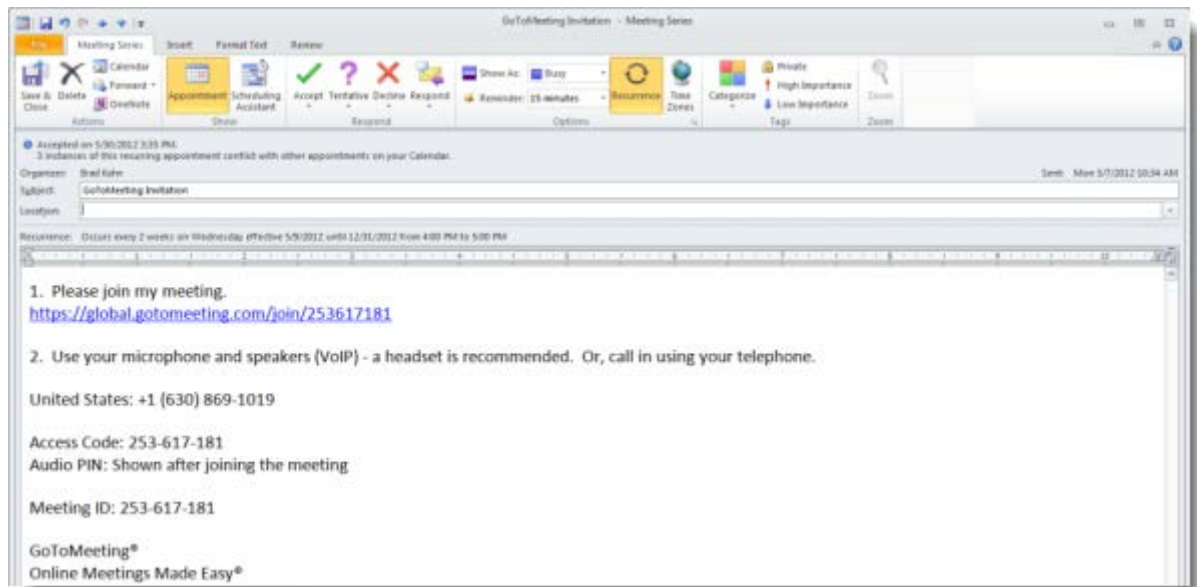 GoToMeeting Invitation - Meeting Series
File Meeting Series Insert Format Text Review
Save & Close Delete Calendar Forward OneNote Appointment Scheduling Assistant Accept Tentative Decline Respond Show As: Busy Reminder: 15 minutes Recurrence Time Zones Categorize Private High Importance Low Importance Zoom
Actions Show Respond Options Tags Zoom
Accepted on 5/30/2012 3:35 PM.
3 instances of this recurring appointment conflict with other appointments on your Calendar.
Organizer: Brad Sent: Mon 5/7/2012 10:34 AM
Subject: GoToMeeting Invitation
Location:
Recurrence: Occurs every 2 weeks on Wednesday effective 5/9/2012 until 12/31/2012 from 4:00 PM to 5:00 PM
1. Please join my meeting.
https://global.gotomeeting.com/join/253617181
2. Use your microphone and speakers (VoIP) - a headset is recommended. Or, call in using your telephone.
United States: +1 (630) 869-1019
Access Code: 253-617-181
Audio PIN: Shown after joining the meeting
Meeting ID: 253-617-181
GoToMeeting®
Online Meetings Made Easy®